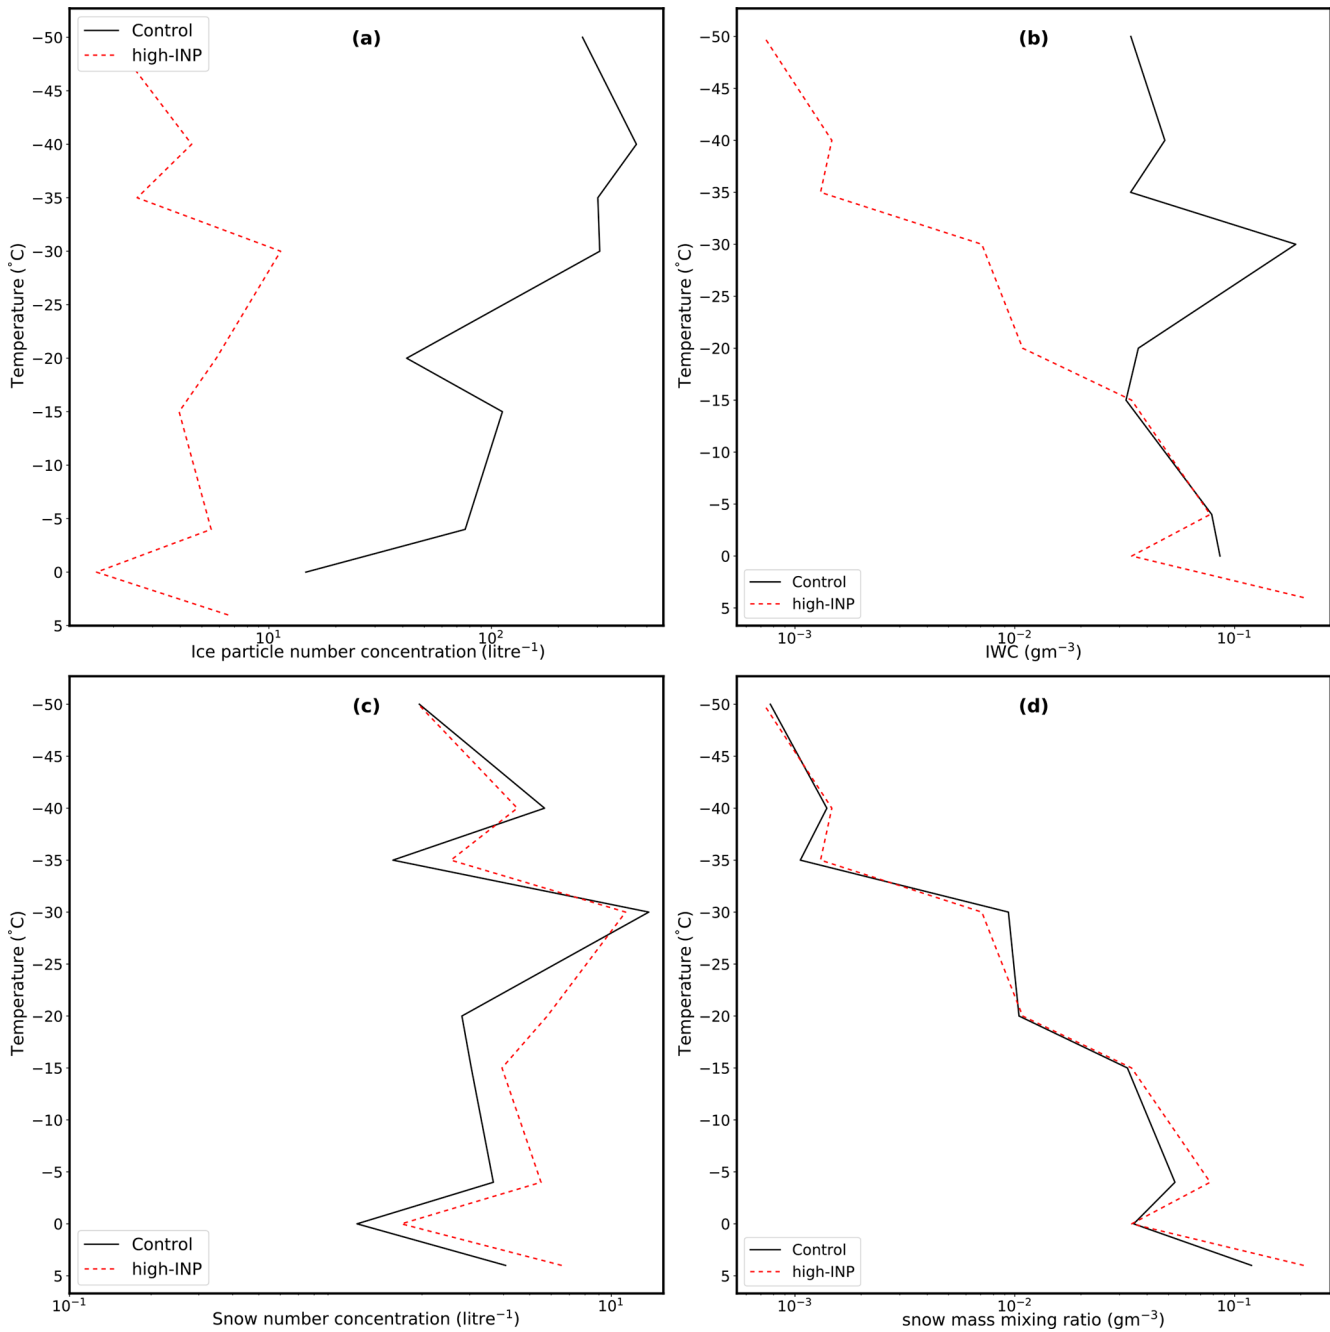 Control
high-INP
(a)
−50
−45
−40
−35
−30
−25
−20
−15
−10
−5
0
5
Temperature (˚C)
10¹
10²
Ice particle number concentration (litre⁻¹)
(b)
−50
−45
−40
−35
−30
−25
−20
−15
−10
−5
0
5
Temperature (˚C)
Control
high-INP
10⁻³
10⁻²
10⁻¹
IWC (gm⁻³)
(c)
−50
−45
−40
−35
−30
−25
−20
−15
−10
−5
0
5
Temperature (˚C)
Control
high-INP
10⁻¹
10¹
Snow number concentration (litre⁻¹)
(d)
−50
−45
−40
−35
−30
−25
−20
−15
−10
−5
0
5
Temperature (˚C)
Control
high-INP
10⁻³
10⁻²
10⁻¹
snow mass mixing ratio (gm⁻³)